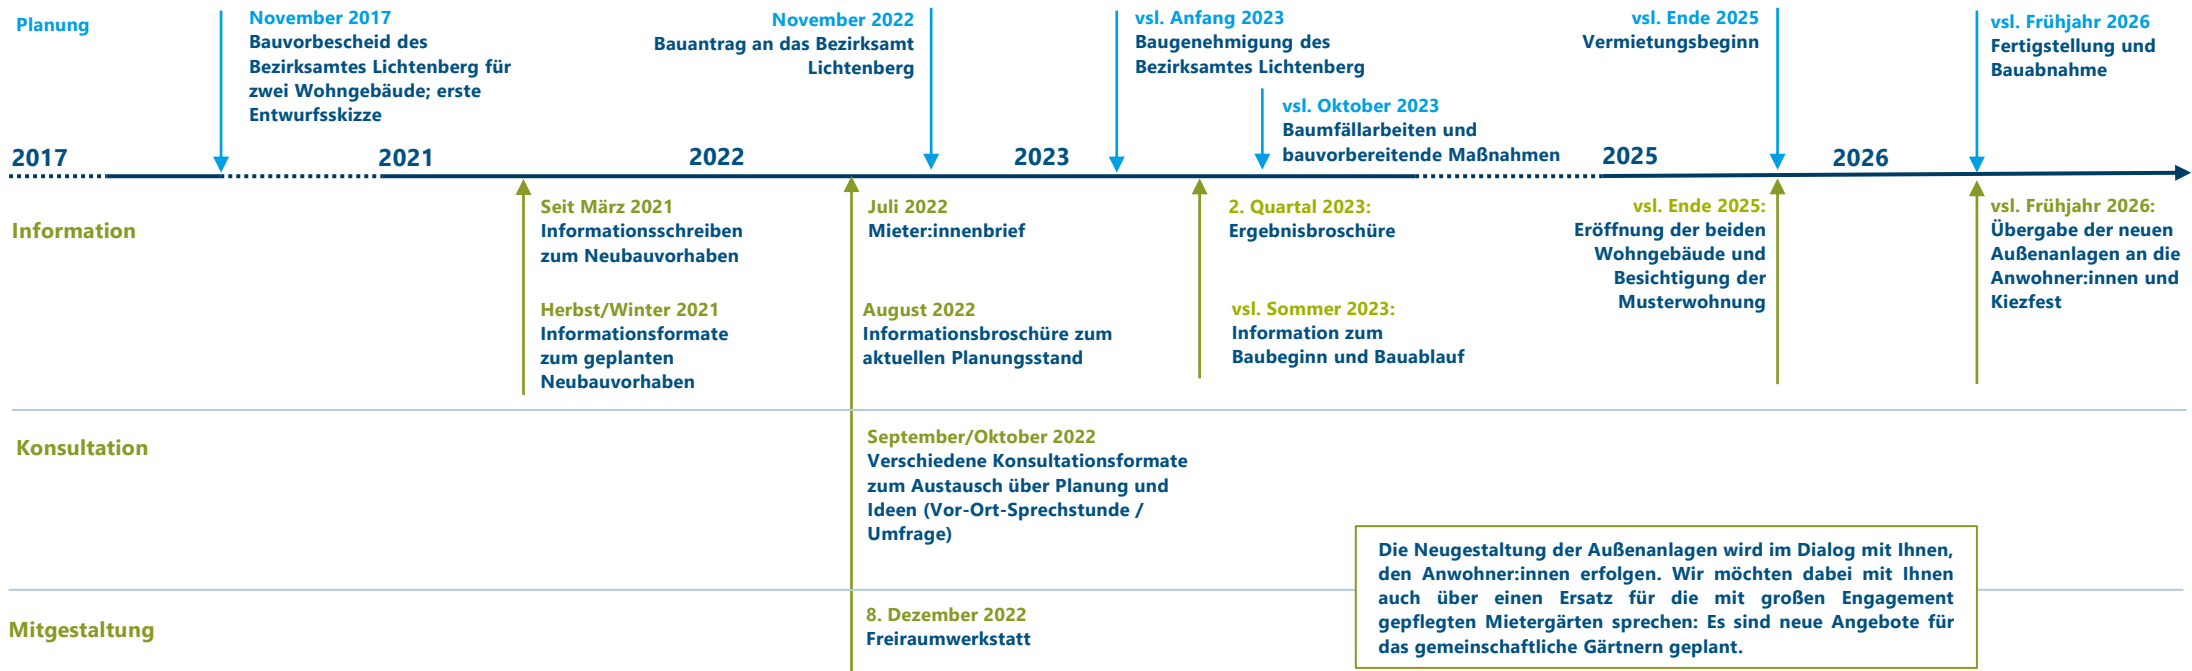 Planung
November 2017
Bauvorbescheid des
Bezirksamtes Lichtenberg für
zwei Wohngebäude; erste
Entwurfsskizze
November 2022
Bauantrag an das Bezirksamt
Lichtenberg
vsl. Anfang 2023
Baugenehmigung des
Bezirksamtes Lichtenberg
vsl. Oktober 2023
Baumfällarbeiten und
bauvorbereitende Maßnahmen
vsl. Ende 2025
Vermietungsbeginn
vsl. Frühjahr 2026
Fertigstellung und
Bauabnahme
2017
2021
2022
2023
2025
2026
Information
Seit März 2021
Informationsschreiben
zum Neubauvorhaben
Herbst/Winter 2021
Informationsformate
zum geplanten
Neubauvorhaben
Juli 2022
Mieter:innenbrief
August 2022
Informationsbroschüre zum
aktuellen Planungsstand
2. Quartal 2023:
Ergebnisbroschüre
vsl. Sommer 2023:
Information zum
Baubeginn und Bauablauf
vsl. Ende 2025:
Eröffnung der beiden
Wohngebäude und
Besichtigung der
Musterwohnung
vsl. Frühjahr 2026:
Übergabe der neuen
Außenanlagen an die
Anwohner:innen und
Kiezfest
Konsultation
September/Oktober 2022
Verschiedene Konsultationsformate
zum Austausch über Planung und
Ideen (Vor-Ort-Sprechstunde /
Umfrage)
Mitgestaltung
8. Dezember 2022
Freiraumwerkstatt
Die Neugestaltung der Außenanlagen wird im Dialog mit Ihnen,
den Anwohner:innen erfolgen. Wir möchten dabei mit Ihnen
auch über einen Ersatz für die mit großen Engagement
gepflegten Mietergärten sprechen: Es sind neue Angebote für
das gemeinschaftliche Gärtnern geplant.